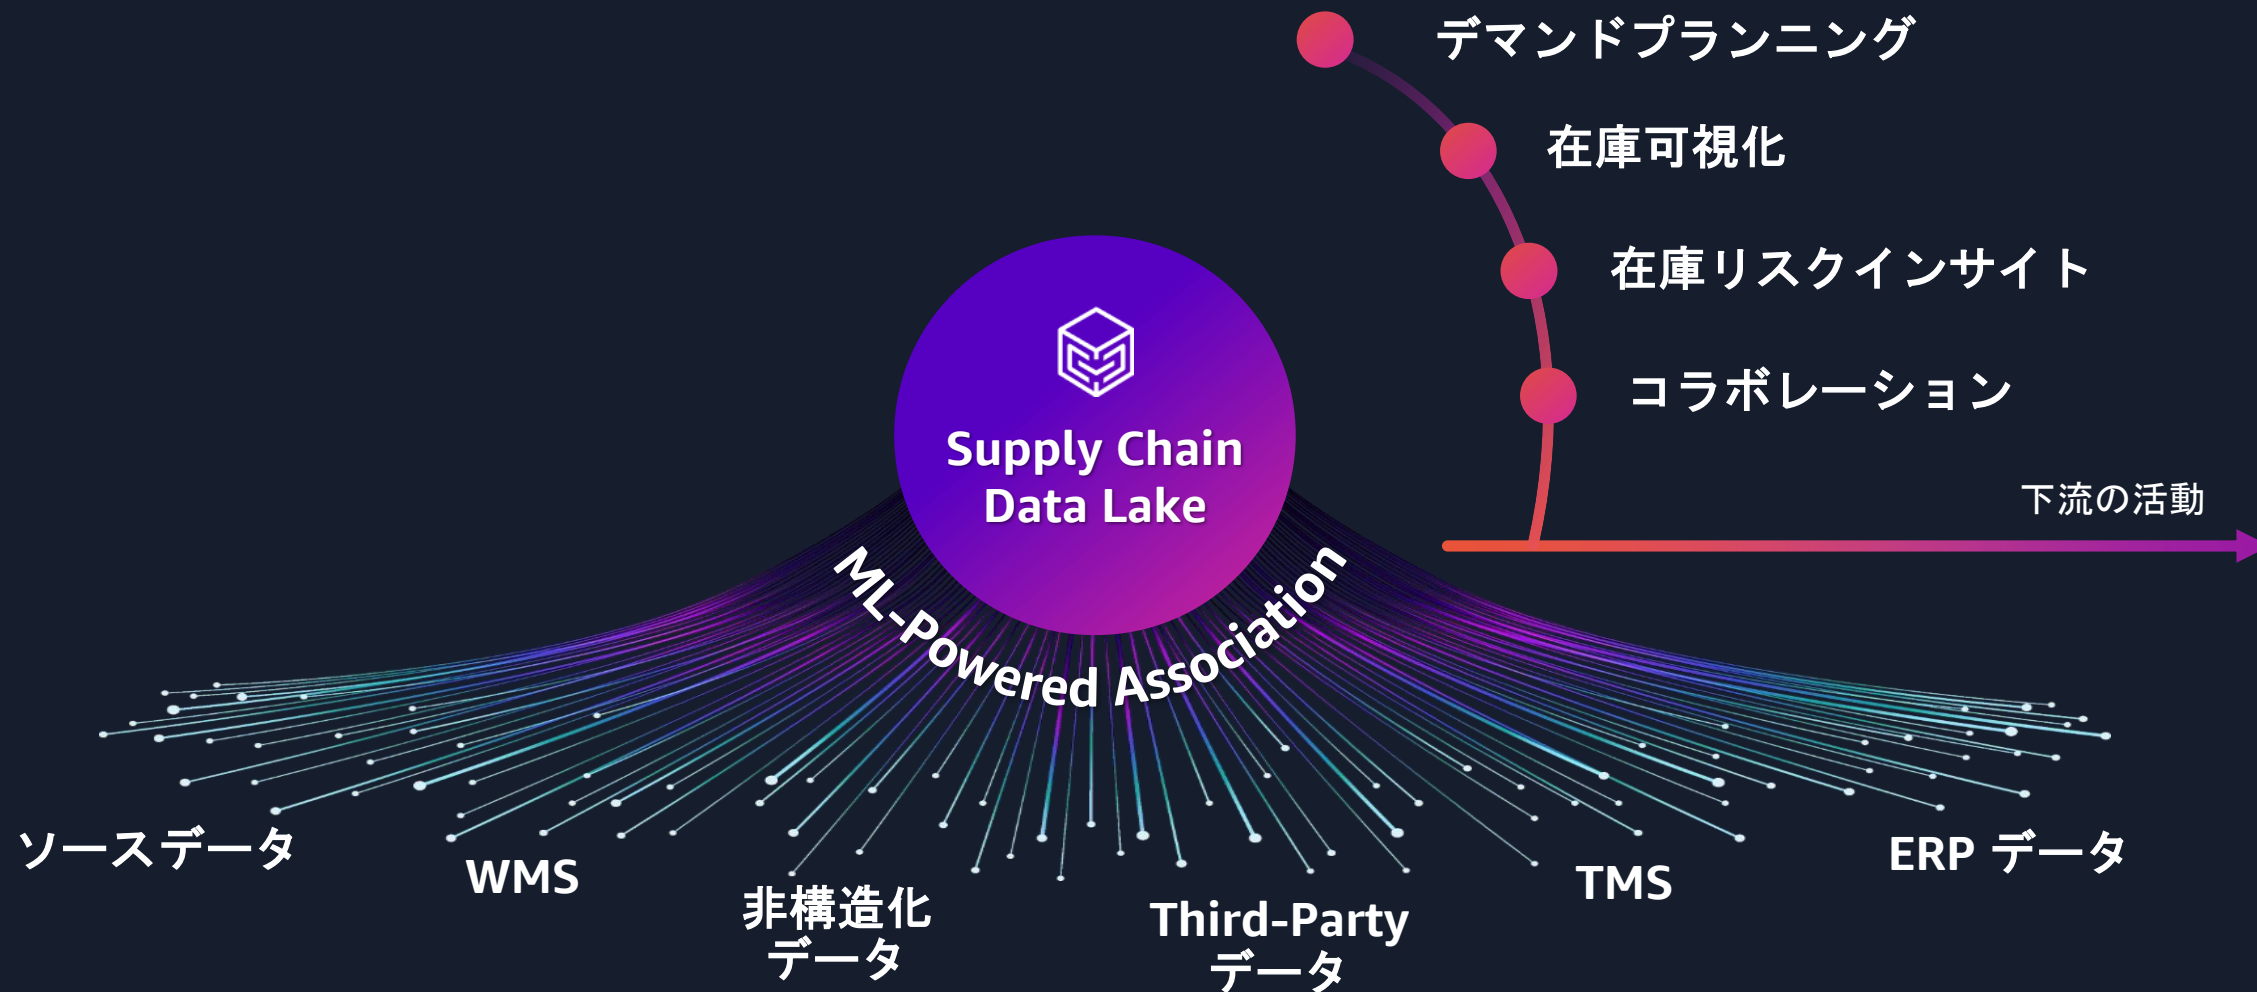 デマンドプランニング
在庫可視化
在庫リスクインサイト
コラボレーション
下流の活動
Supply Chain
Data Lake
ML-Powered Association
ソースデータ
WMS
非構造化
データ
Third-Party
データ
TMS
ERP データ